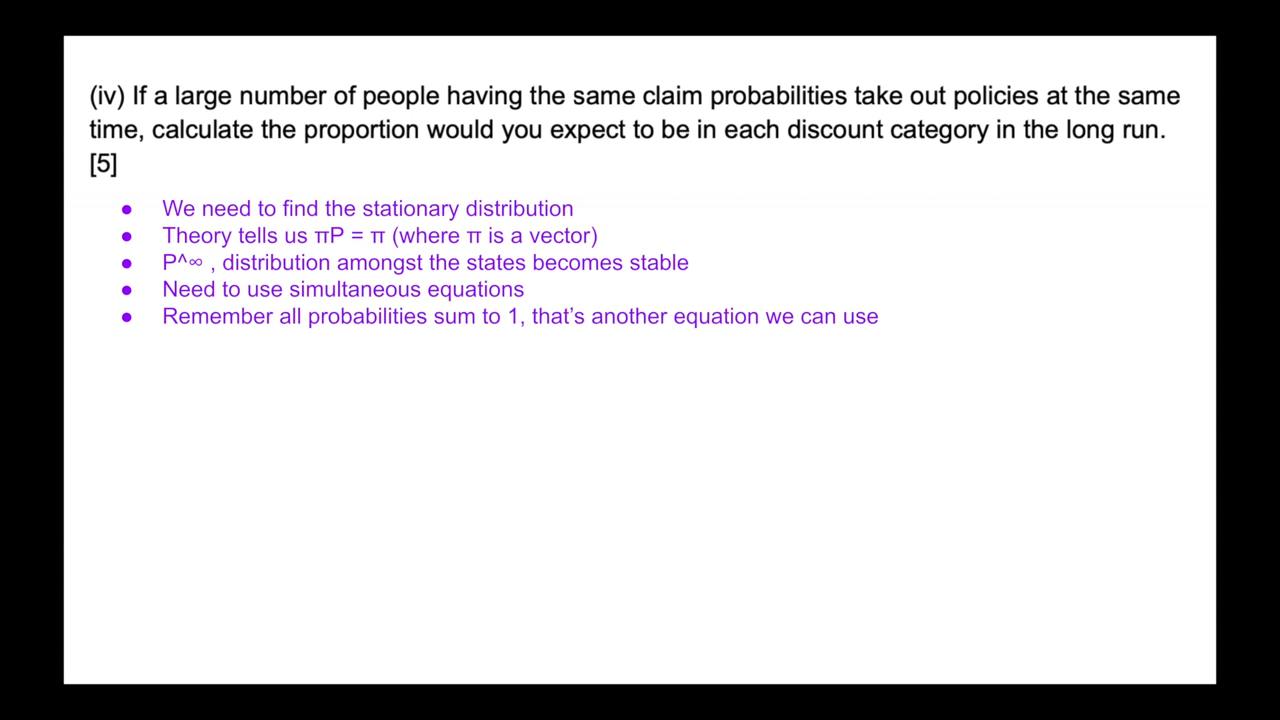 (iv) If a large number of people having the same claim probabilities take out policies at the same
time, calculate the proportion would you expect to be in each discount category in the long run.
[5]
● We need to find the stationary distribution
● Theory tells us πP = π (where π is a vector)
● P^∞ , distribution amongst the states becomes stable
● Need to use simultaneous equations
● Remember all probabilities sum to 1, that's another equation we can use